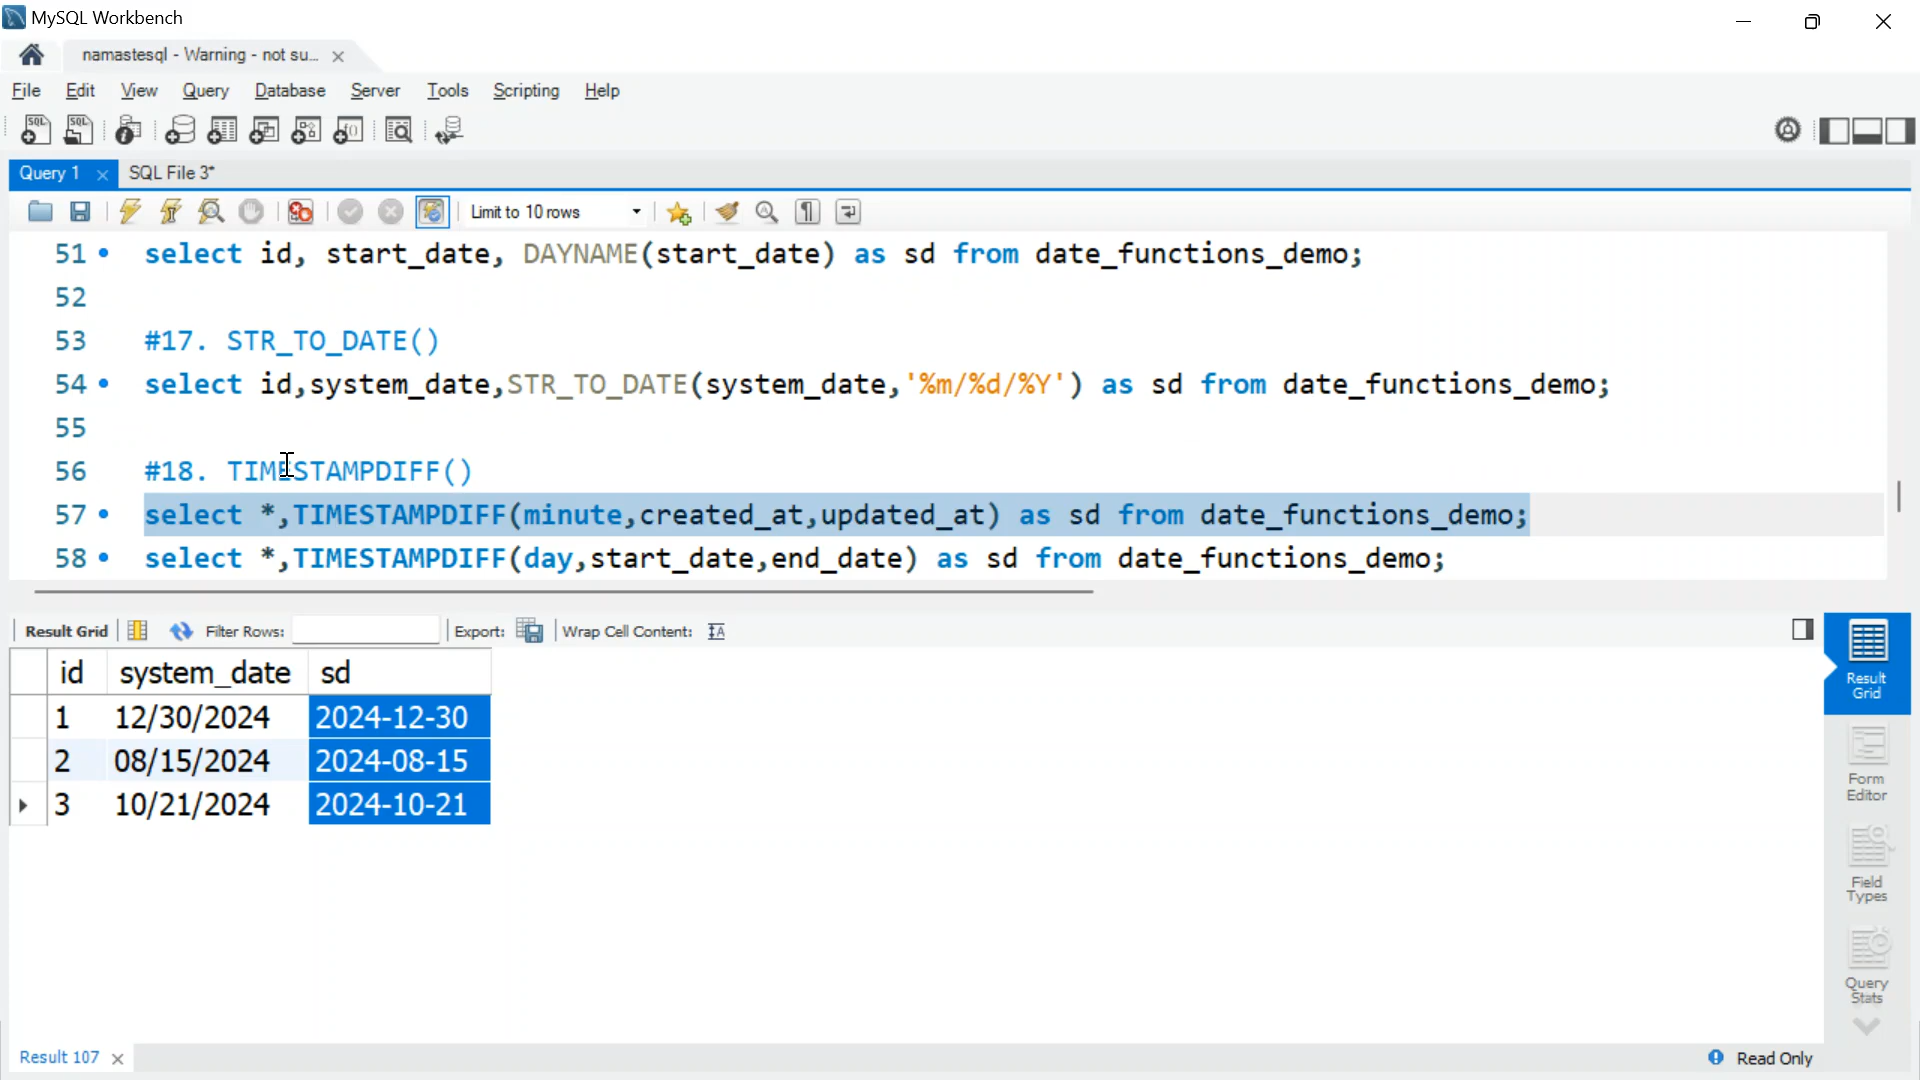 MySQL Workbench
namastesql - Warning - not su...
File Edit View Query Database Server Tools Scripting Help
Query 1 SQL File 3*
Limit to 10 rows
51 select id, start_date, DAYNAME(start_date) as sd from date_functions_demo;
52
53 #17. STR_TO_DATE()
54 select id,system_date,STR_TO_DATE(system_date,'%m/%d/%Y') as sd from date_functions_demo;
55
56 #18. TIMESTAMPDIFF()
57 select *,TIMESTAMPDIFF(minute,created_at,updated_at) as sd from date_functions_demo;
58 select *,TIMESTAMPDIFF(day,start_date,end_date) as sd from date_functions_demo;
Result Grid Filter Rows: Export: Wrap Cell Content:
id system_date sd
1 12/30/2024 2024-12-30
2 08/15/2024 2024-08-15
3 10/21/2024 2024-10-21
Result
Grid
Form
Editor
Field
Types
Query
Stats
Result 107 Read Only